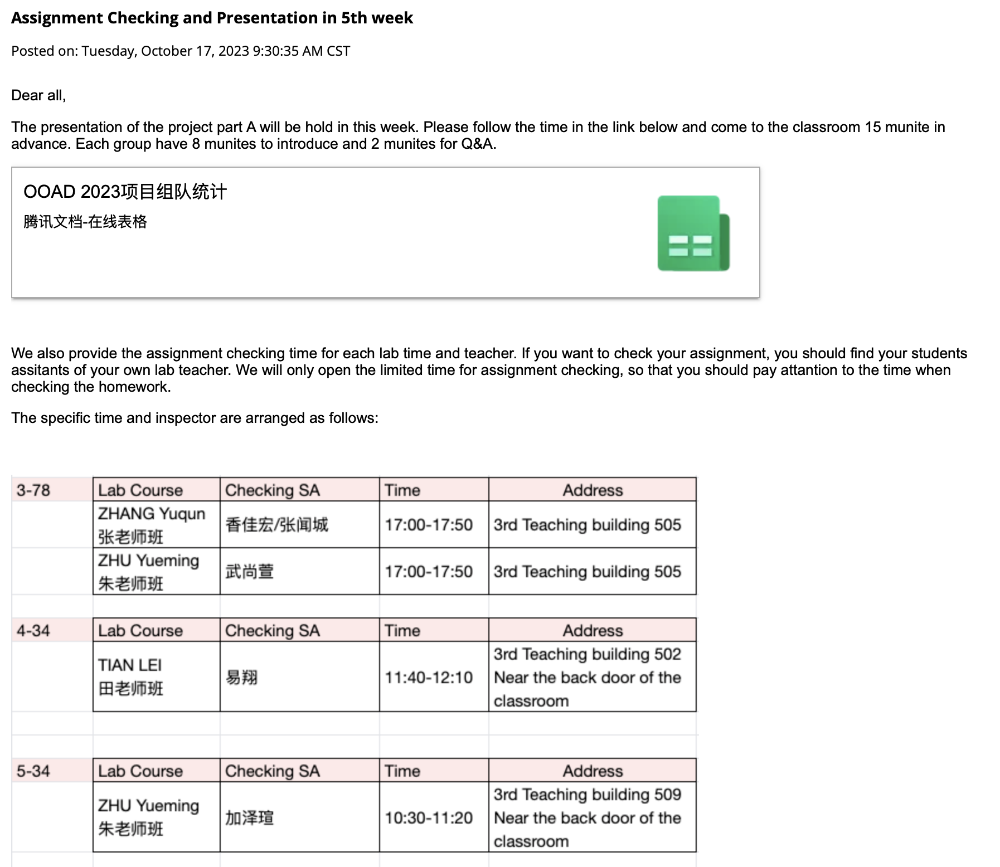 Assignment Checking and Presentation in 5th week
Posted on: Tuesday, October 17, 2023 9:30:35 AM CST
Dear all,
The presentation of the project part A will be hold in this week. Please follow the time in the link below and come to the classroom 15 munite in
advance. Each group have 8 munites to introduce and 2 munites for Q&A.
OOAD 2023项目组队统计
腾讯文档-在线表格
We also provide the assignment checking time for each lab time and teacher. If you want to check your assignment, you should find your students
assitants of your own lab teacher. We will only open the limited time for assignment checking, so that you should pay attantion to the time when
checking the homework.
The specific time and inspector are arranged as follows:
3-78 Lab Course Checking SA Time Address
ZHANG Yuqun
张老师班
香佳宏/张闻城 17:00-17:50 3rd Teaching building 505
ZHU Yueming
朱老师班
武尚萱 17:00-17:50 3rd Teaching building 505
4-34 Lab Course Checking SA Time Address
TIAN LEI
田老师班
易翔 11:40-12:10
3rd Teaching building 502
Near the back door of the
classroom
5-34 Lab Course Checking SA Time Address
ZHU Yueming
朱老师班
加泽瑄 10:30-11:20
3rd Teaching building 509
Near the back door of the
classroom